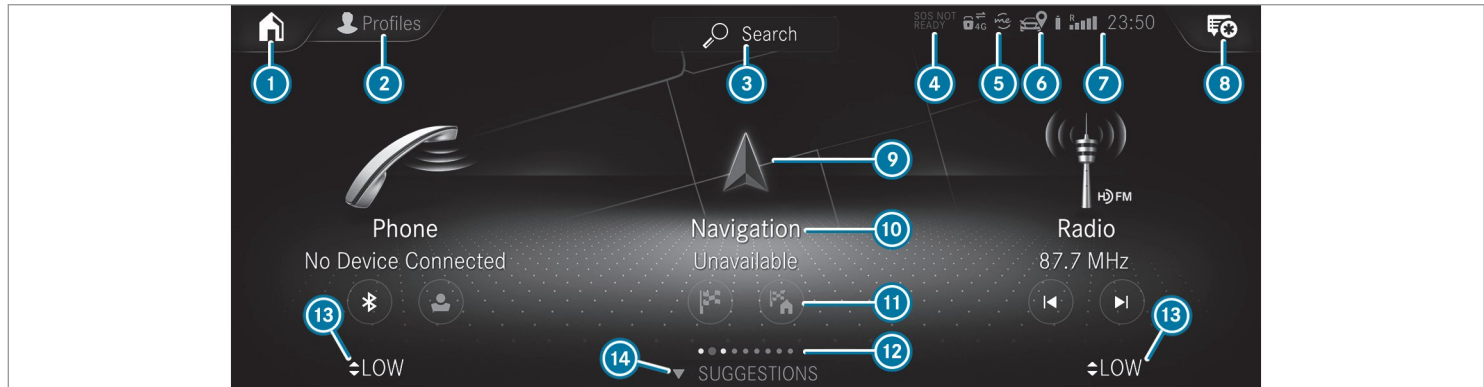 Profiles
Search
SOS NOT
READY
4G
me
R
23:50
1
2
3
4
5
6
7
8
9
HD FM
Phone
Navigation
10
Radio
No Device Connected
Unavailable
87.7 MHz
11
13
13
12
14
LOW
SUGGESTIONS
LOW